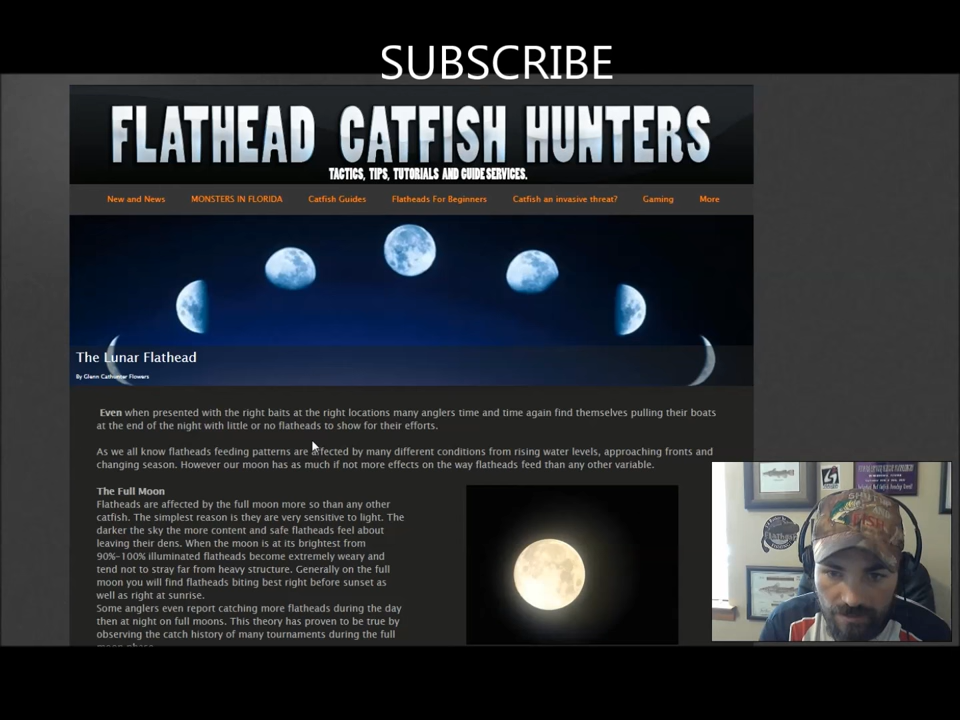 SUBSCRIBE
FLATHEAD CATFISH HUNTERS
TACTICS, TIPS, TUTORIALS AND GUIDE SERVICES.
New and News MONSTERS IN FLORIDA Catfish Guides Flatheads For Beginners Catfish an invasive threat? Gaming More
The Lunar Flathead
By Glenn Cathunter Flowers
Even when presented with the right baits at the right locations many anglers time and time again find themselves pulling their boats
at the end of the night with little or no flatheads to show for their efforts.
As we all know flatheads feeding patterns are affected by many different conditions from rising water levels, approaching fronts and
changing season. However our moon has as much if not more effects on the way flatheads feed than any other variable.
The Full Moon
Flatheads are affected by the full moon more so than any other
catfish. The simplest reason is they are very sensitive to light. The
darker the sky the more content and safe flatheads feel about
leaving their dens. When the moon is at its brightest from
90%-100% illuminated flatheads become extremely weary and
tend not to stray far from heavy structure. Generally on the full
moon you will find flatheads biting best right before sunset as
well as right at sunrise.
Some anglers even report catching more flatheads during the day
then at night on full moons. This theory has proven to be true by
observing the catch history of many tournaments during the full